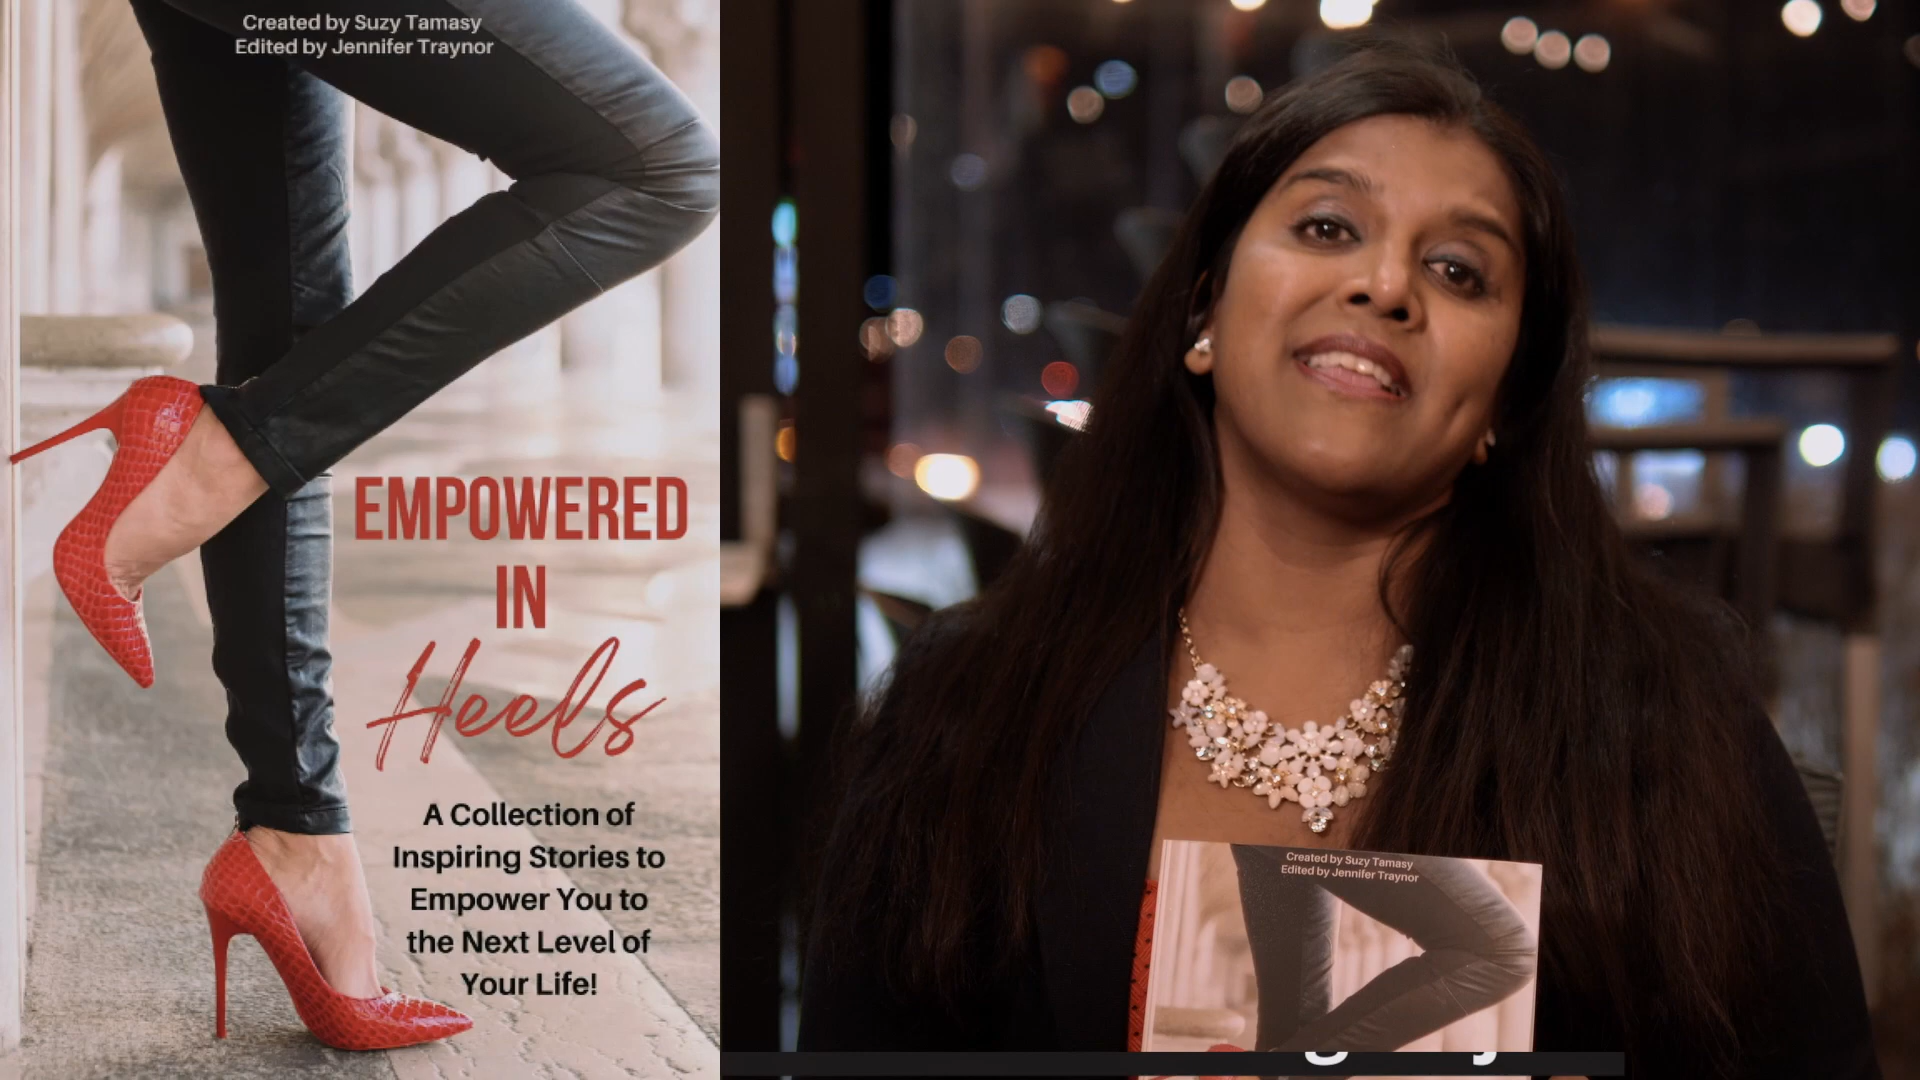 Created by Suzy Tamasy
Edited by Jennifer Traynor
EMPOWERED
IN
Heels
A Collection of
Inspiring Stories to
Empower You to
the Next Level of
Your Life!
Created by Suzy Tamasy
Edited by Jennifer Traynor